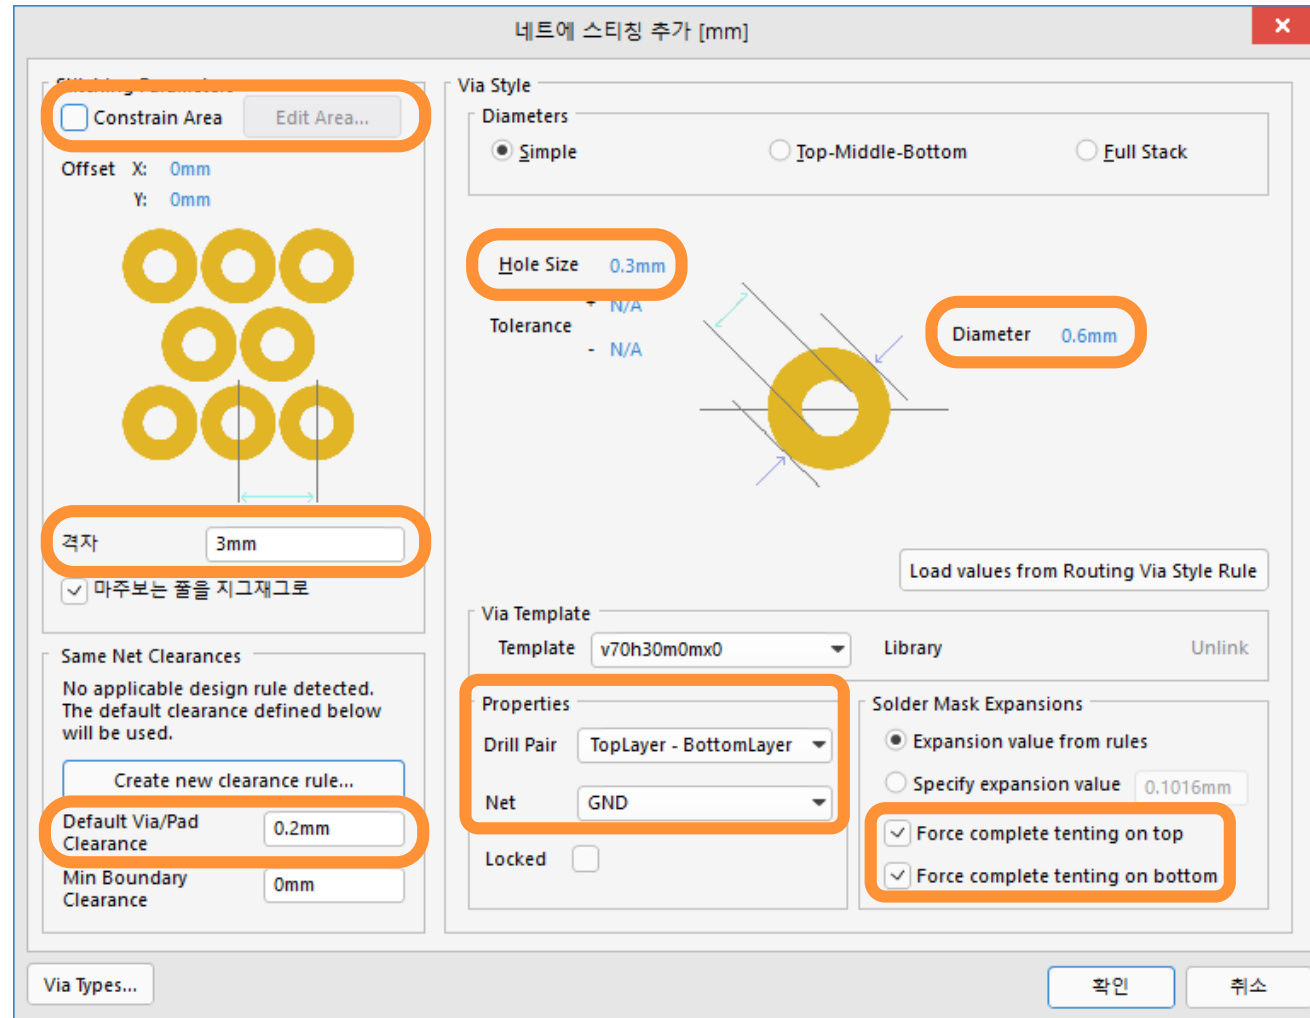 네트에 스티칭 추가 [mm]
Constrain Area
Edit Area...
Offset X: 0mm
Y: 0mm
격자 3mm
마주보는 줄을 지그재그로
Same Net Clearances
No applicable design rule detected.
The default clearance defined below
will be used.
Create new clearance rule...
Default Via/Pad
Clearance
0.2mm
Min Boundary
Clearance
0mm
Via Style
Diameters
Simple
Top-Middle-Bottom
Full Stack
Hole Size 0.3mm
Tolerance
+ N/A
- N/A
Diameter 0.6mm
Load values from Routing Via Style Rule
Via Template
Template v70h30m0mx0
Library
Unlink
Properties
Drill Pair TopLayer - BottomLayer
Net GND
Locked
Solder Mask Expansions
Expansion value from rules
Specify expansion value 0.1016mm
Force complete tenting on top
Force complete tenting on bottom
Via Types...
확인
취소